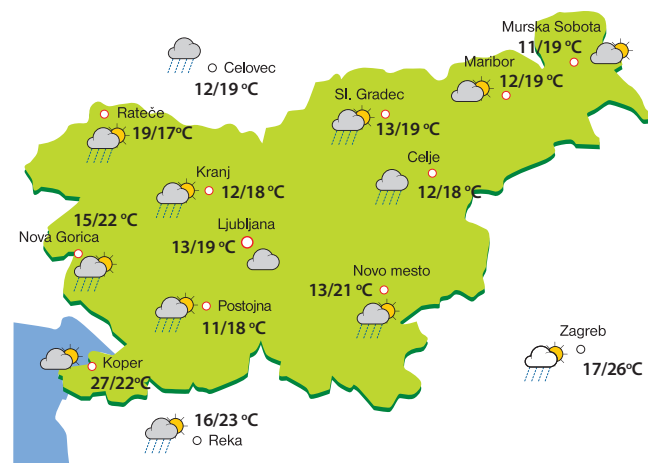 Murska Sobota
11/19 °C
Maribor
12/19 °C
Celovec
12/19 °C
Sl. Gradec
13/19 °C
Rateče
19/17°C
Celje
12/18 °C
Kranj
12/18 °C
15/22 °C
Nová Gorica
Ljubljana
13/19 °C
Novo mesto
13/21 °C
Postojna
11/18 °C
Zagreb
17/26°C
Koper
27/22°C
16/23 °C
Reka